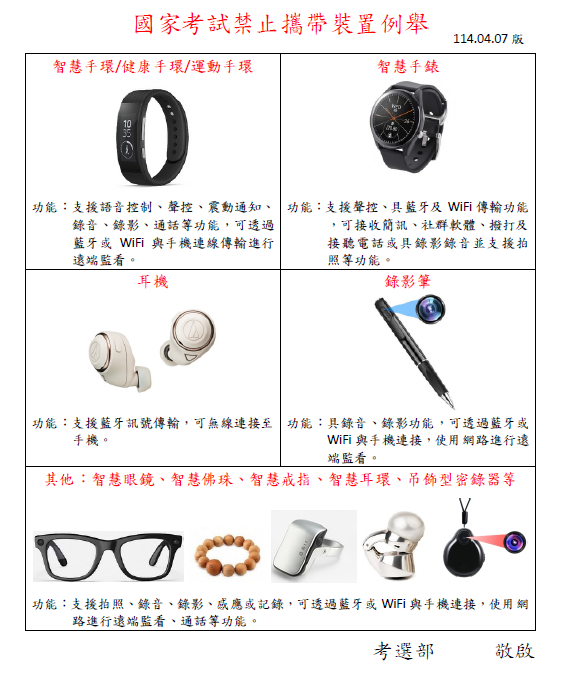 國家考試禁止攜帶裝置例舉
114.04.07 版
智慧手環/健康手環/運動手環
功能：支援語音控制、聲控、震動通知、
錄音、錄影、通話等功能，可透過
藍牙或 WiFi 與手機連線傳輸進行
遠端監看。
智慧手錶
功能：支援聲控、具藍牙及 WiFi 傳輸功能
，可接收簡訊、社群軟體、撥打及
接聽電話或具錄影錄音並支援拍
照等功能。
耳機
功能：支援藍牙訊號傳輸，可無線連接至
手機。
錄影筆
功能：具錄音、錄影功能，可透過藍牙或
WiFi 與手機連接，使用網路進行遠
端監看。
其他：智慧眼鏡、智慧佛珠、智慧戒指、智慧耳環、吊飾型密錄器等
功能：支援拍照、錄音、錄影、感應或記錄，可透過藍牙或 WiFi 與手機連接，使用網
路進行遠端監看、通話等功能。
考選部 敬啟